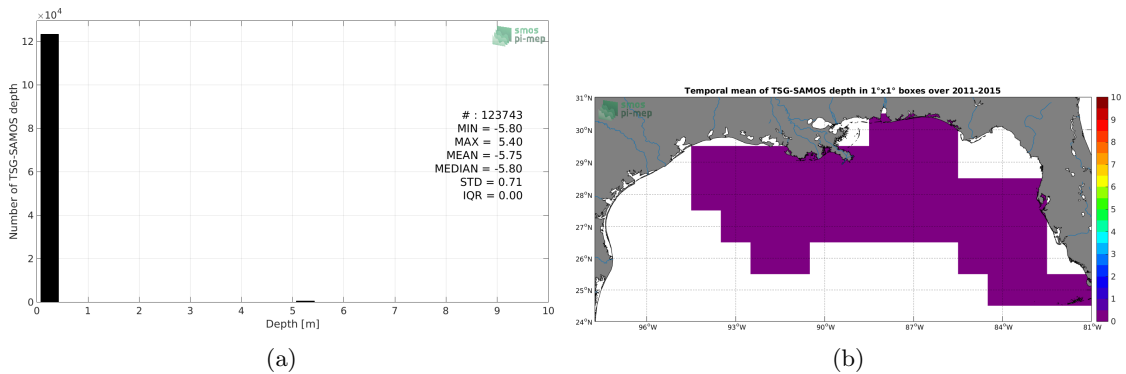 ×10⁴
smos
pi-mep
12
10
8
6
4
2
0
Number of TSG-SAMOS depth
# : 123743
MIN = -5.80
MAX = 5.40
MEAN = -5.75
MEDIAN = -5.80
STD = 0.71
IQR = 0.00
0 1 2 3 4 5 6 7 8 9 10
Depth [m]
(a)
Temporal mean of TSG-SAMOS depth in 1°x1° boxes over 2011-2015
smos
pi-mep
31°N
30°N
29°N
28°N
27°N
26°N
25°N
24°N
96°W 93°W 90°W 87°W 84°W 81°W
10
9
8
7
6
5
4
3
2
1
0
(b)